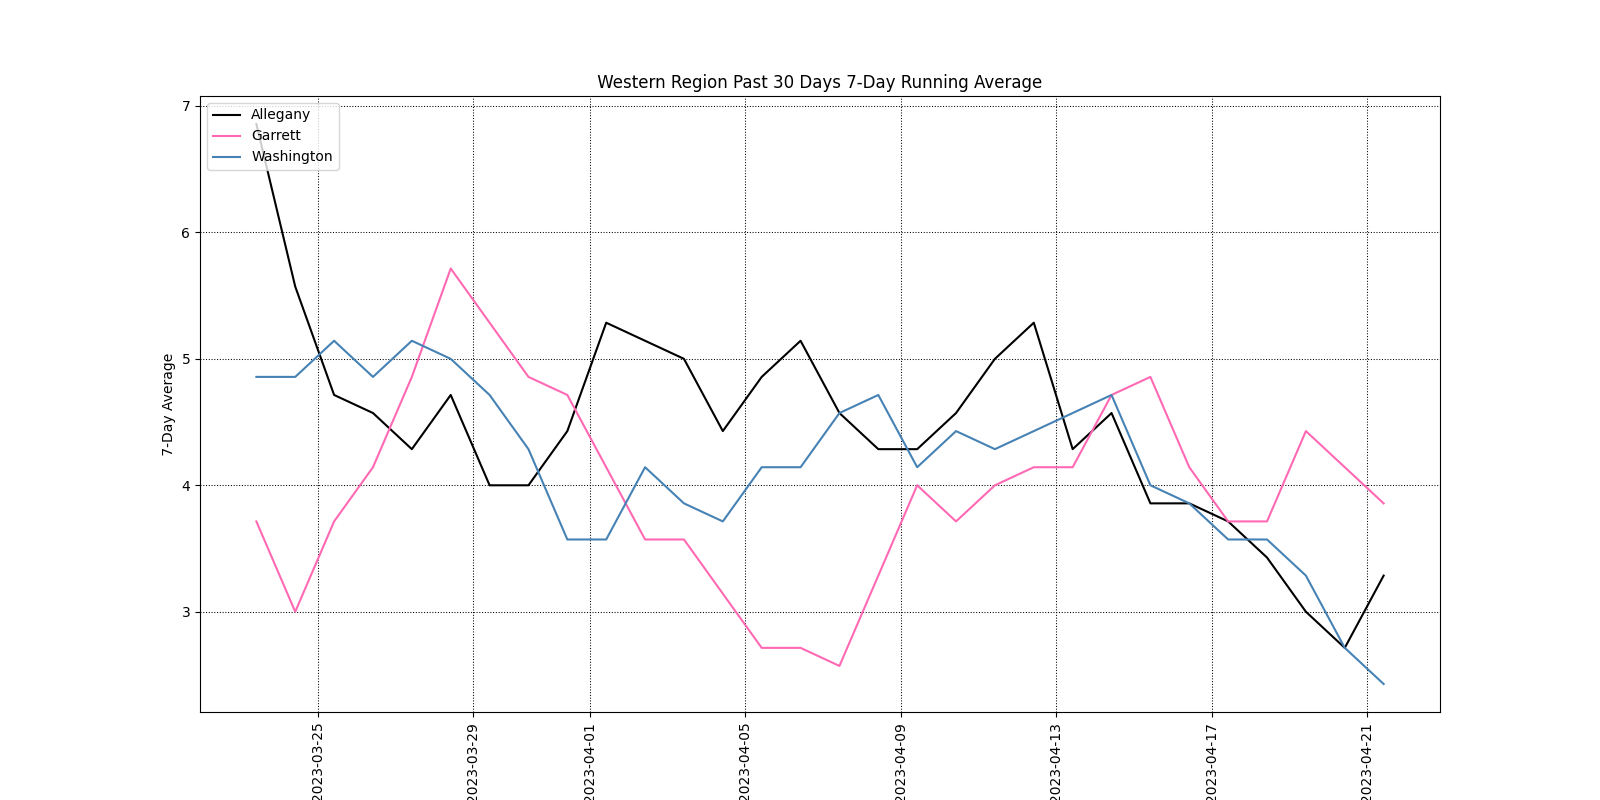 Western Region Past 30 Days 7-Day Running Average
Allegany
Garrett
Washington
7-Day Average
7
6
5
4
3
2023-03-25
2023-03-29
2023-04-01
2023-04-05
2023-04-09
2023-04-13
2023-04-17
2023-04-21